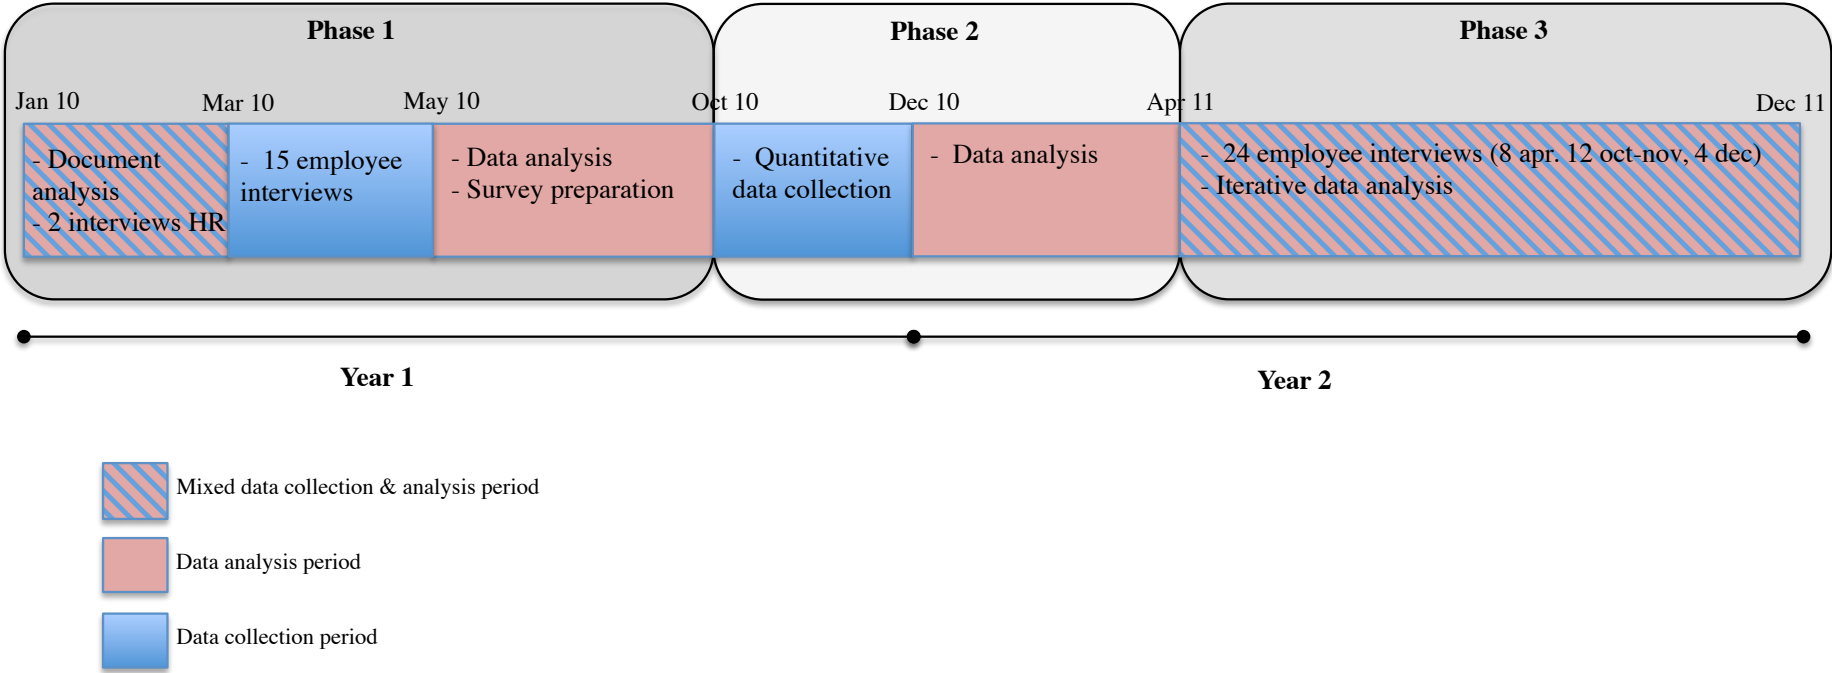 Phase 1
Phase 2
Phase 3
Jan 10
Mar 10
May 10
Oct 10
Dec 10
Apr 11
Dec 11
- Document
analysis
- 2 interviews HR
- 15 employee
interviews
- Data analysis
- Survey preparation
- Quantitative
data collection
- Data analysis
- 24 employee interviews (8 apr. 12 oct-nov, 4 dec)
- Iterative data analysis
Year 1
Year 2
Mixed data collection & analysis period
Data analysis period
Data collection period